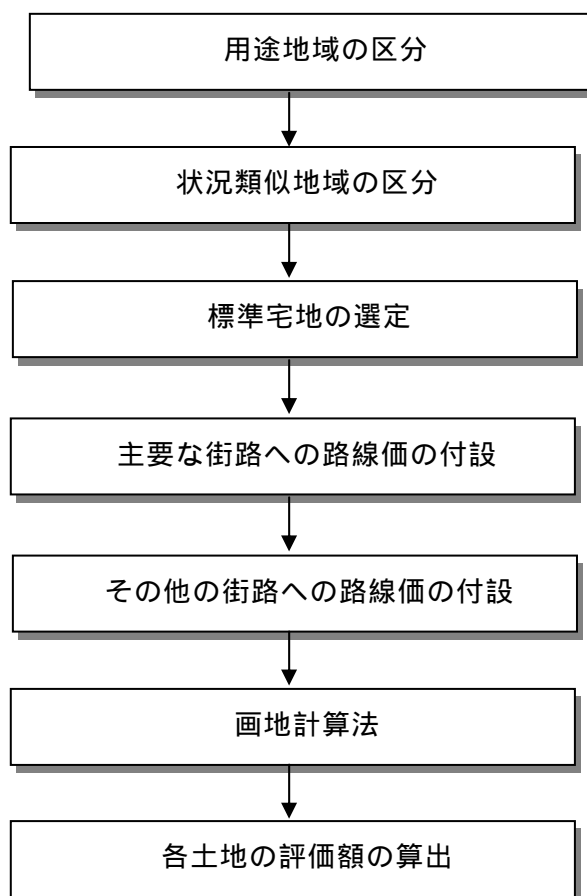 用途地域の区分
状況類似地域の区分
標準宅地の選定
主要な街路への路線価の付設
その他の街路への路線価の付設
画地計算法
各土地の評価額の算出